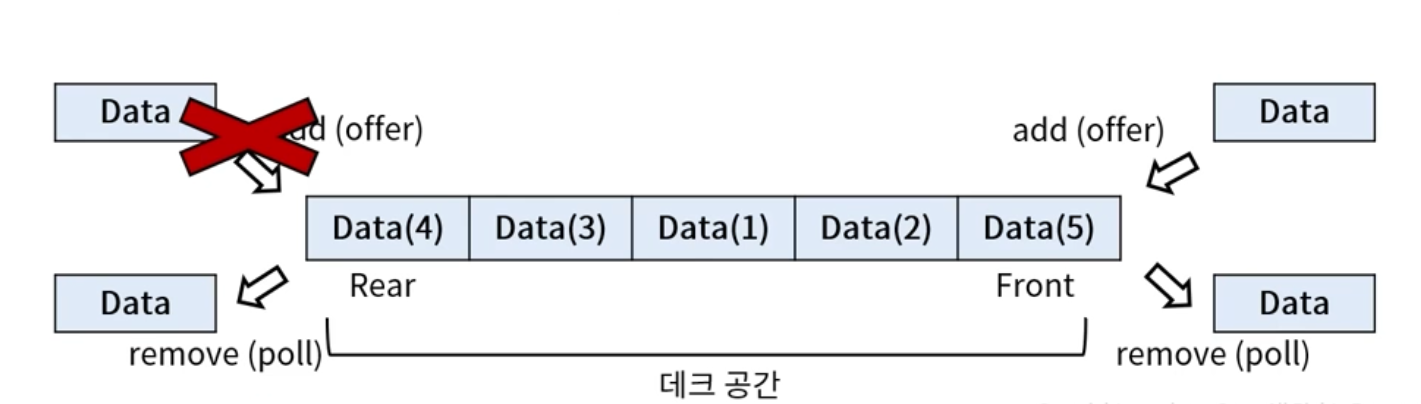 Data
dd (offer)
add (offer)
Data
Data(4) Data(3) Data(1) Data(2) Data(5)
Rear
Front
Data
Data
remove (poll)
remove (poll)
데크 공간